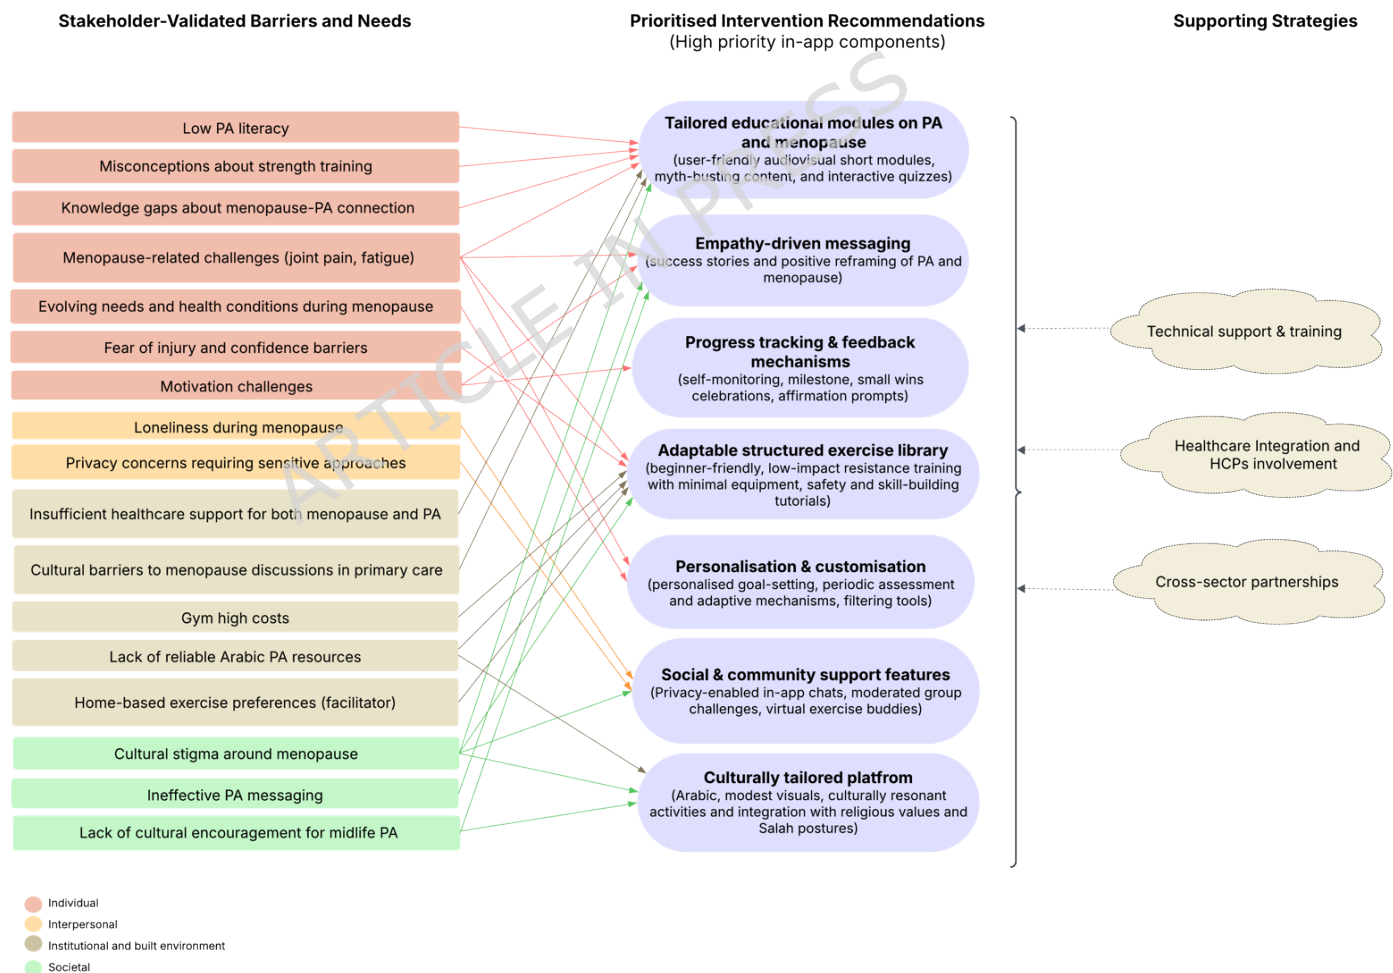 Stakeholder-Validated Barriers and Needs
Prioritised Intervention Recommendations
(High priority in-app components)
Supporting Strategies
Low PA literacy
Misconceptions about strength training
Knowledge gaps about menopause-PA connection
Menopause-related challenges (joint pain, fatigue)
Evolving needs and health conditions during menopause
Fear of injury and confidence barriers
Motivation challenges
Loneliness during menopause
Privacy concerns requiring sensitive approaches
Insufficient healthcare support for both menopause and PA
Cultural barriers to menopause discussions in primary care
Gym high costs
Lack of reliable Arabic PA resources
Home-based exercise preferences (facilitator)
Cultural stigma around menopause
Ineffective PA messaging
Lack of cultural encouragement for midlife PA
Tailored educational modules on PA
and menopause
(user-friendly audiovisual short modules,
myth-busting content, and interactive quizzes)
Empathy-driven messaging
(success stories and positive reframing of PA and
menopause)
Progress tracking & feedback
mechanisms
(self-monitoring, milestone, small wins
celebrations, affirmation prompts)
Adaptable structured exercise library
(beginner-friendly, low-impact resistance training
with minimal equipment, safety and skill-building
tutorials)
Personalisation & customisation
(personalised goal-setting, periodic assessment
and adaptive mechanisms, filtering tools)
Social & community support features
(Privacy-enabled in-app chats, moderated group
challenges, virtual exercise buddies)
Culturally tailored platfrom
(Arabic, modest visuals, culturally resonant
activities and integration with religious values and
Salah postures)
Technical support & training
Healthcare Integration and
HCPs involvement
Cross-sector partnerships
Individual
Interpersonal
Institutional and built environment
Societal
ARTICLE IN PRESS